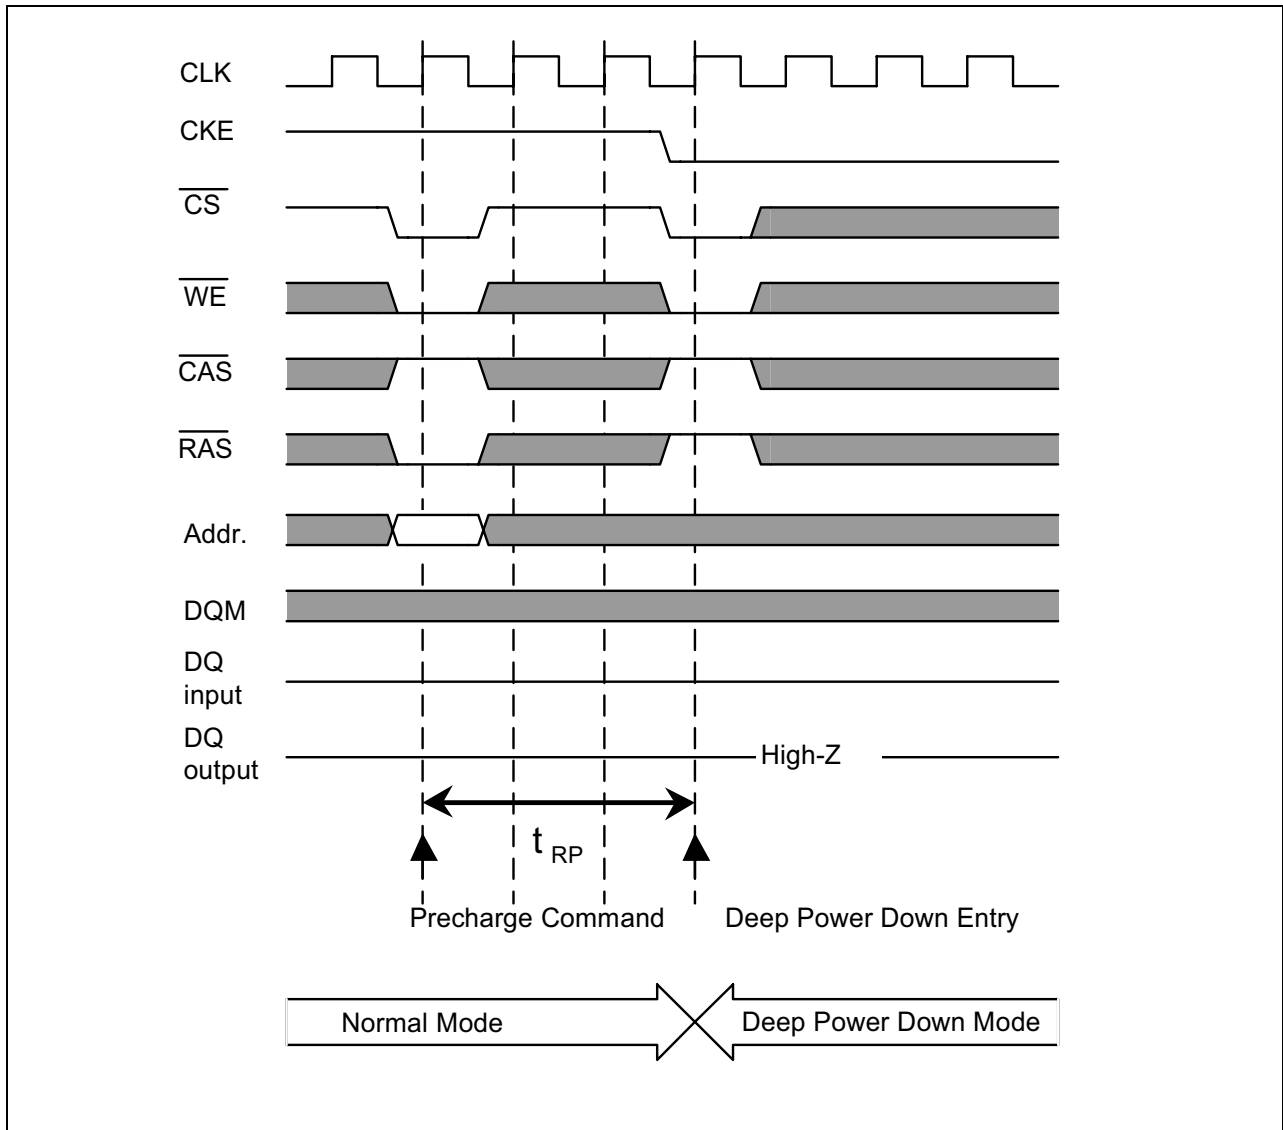 CLK
CKE
CS
WE
CAS
RAS
Addr.
DQM
DQ
input
DQ
output
High-Z
t RP
Precharge Command
Deep Power Down Entry
Normal Mode
Deep Power Down Mode